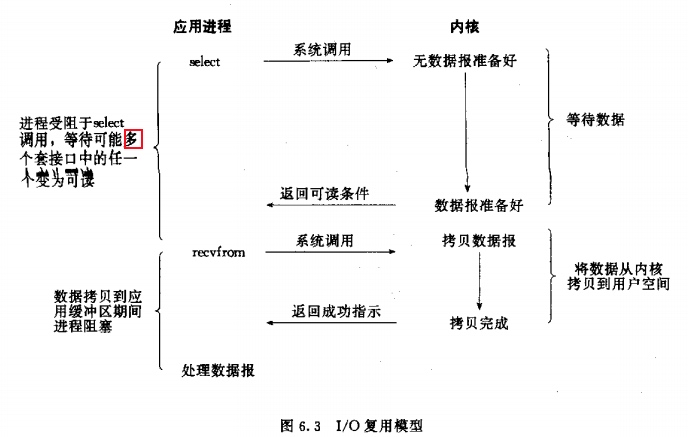 应用进程
内核
select
系统调用
无数据报准备好
进程受阻于select
调用，等待可能多
个套接口中的任一
个变为可读
等待数据
返回可读条件
数据报准备好
recvfrom
系统调用
拷贝数据报
数据拷贝到应
用缓冲区期间
进程阻塞
将数据从内核
拷贝到用户空间
返回成功指示
拷贝完成
处理数据报
图 6.3 I/O 复用模型